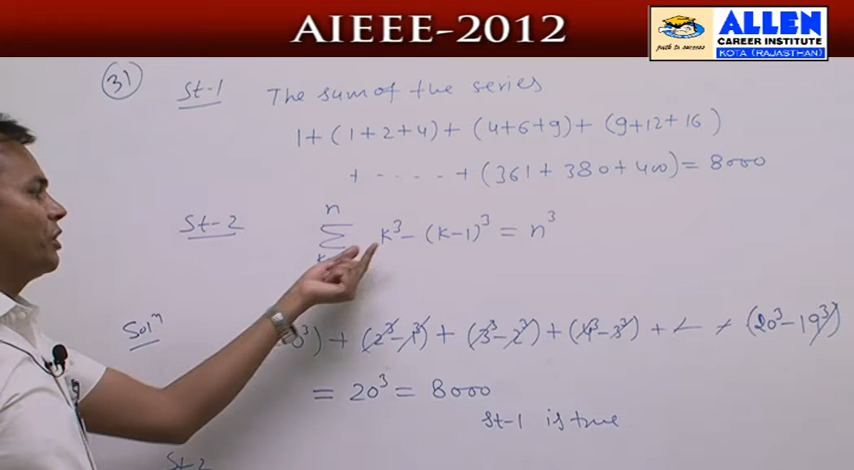 AIEEE-2012
ALLEN
CAREER INSTITUTE
KOTA (RAJASTHAN)
path to success
31
St-1 The sum of the series
1+(1+2+4)+(4+6+9)+(9+12+16)
+ ..... +(361+380+400)=8000
St-2 n
Σ k³-(k-1)³=n³
k
Solⁿ
0³)+(2³-1³)+(3³-2³)+(4³-3³)+ +(20³-19³)
= 20³ = 8000
St-1 is true
St-2